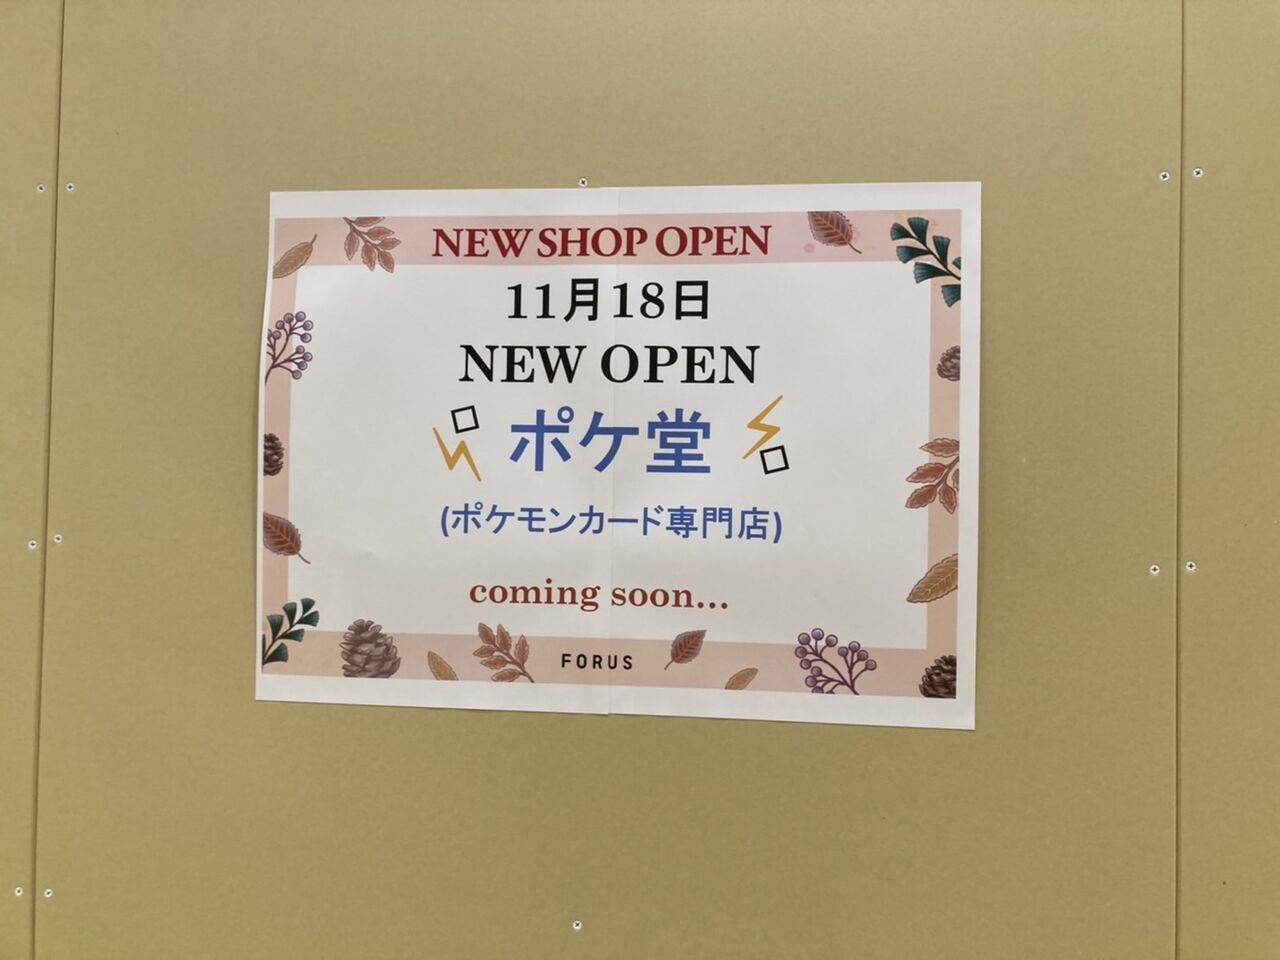 NEW SHOP OPEN
11月18日
NEW OPEN
ポケ堂
(ポケモンカード専門店)
coming soon...
FORUS